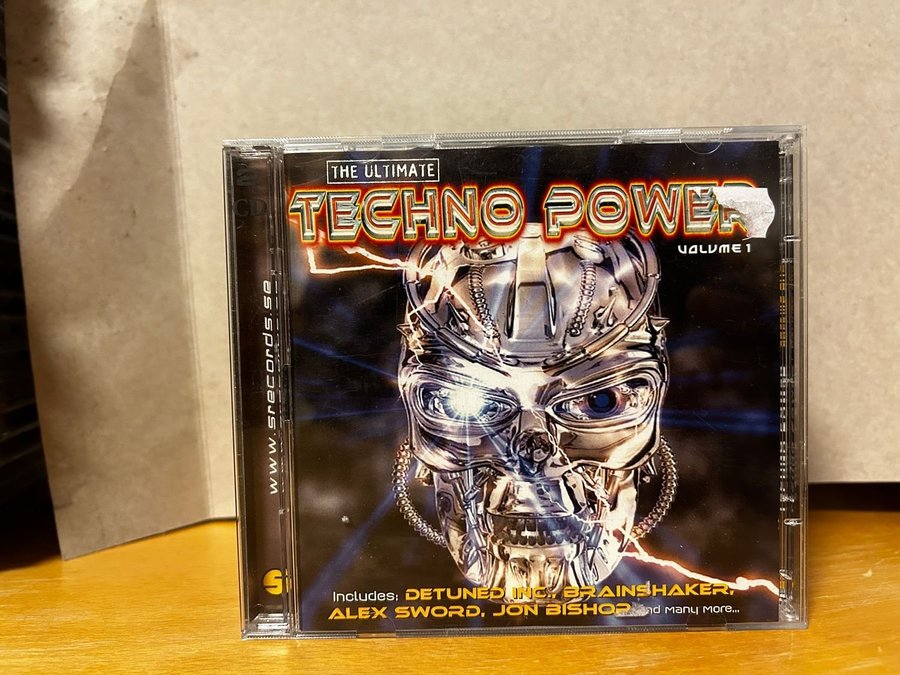 THE ULTIMATE
TECHNO POWER
VOLUME 1
www.srecords.se
Includes: DETUNED INC., BRAINSHAKER,
ALEX SWORD, JON BISHOP and many more...